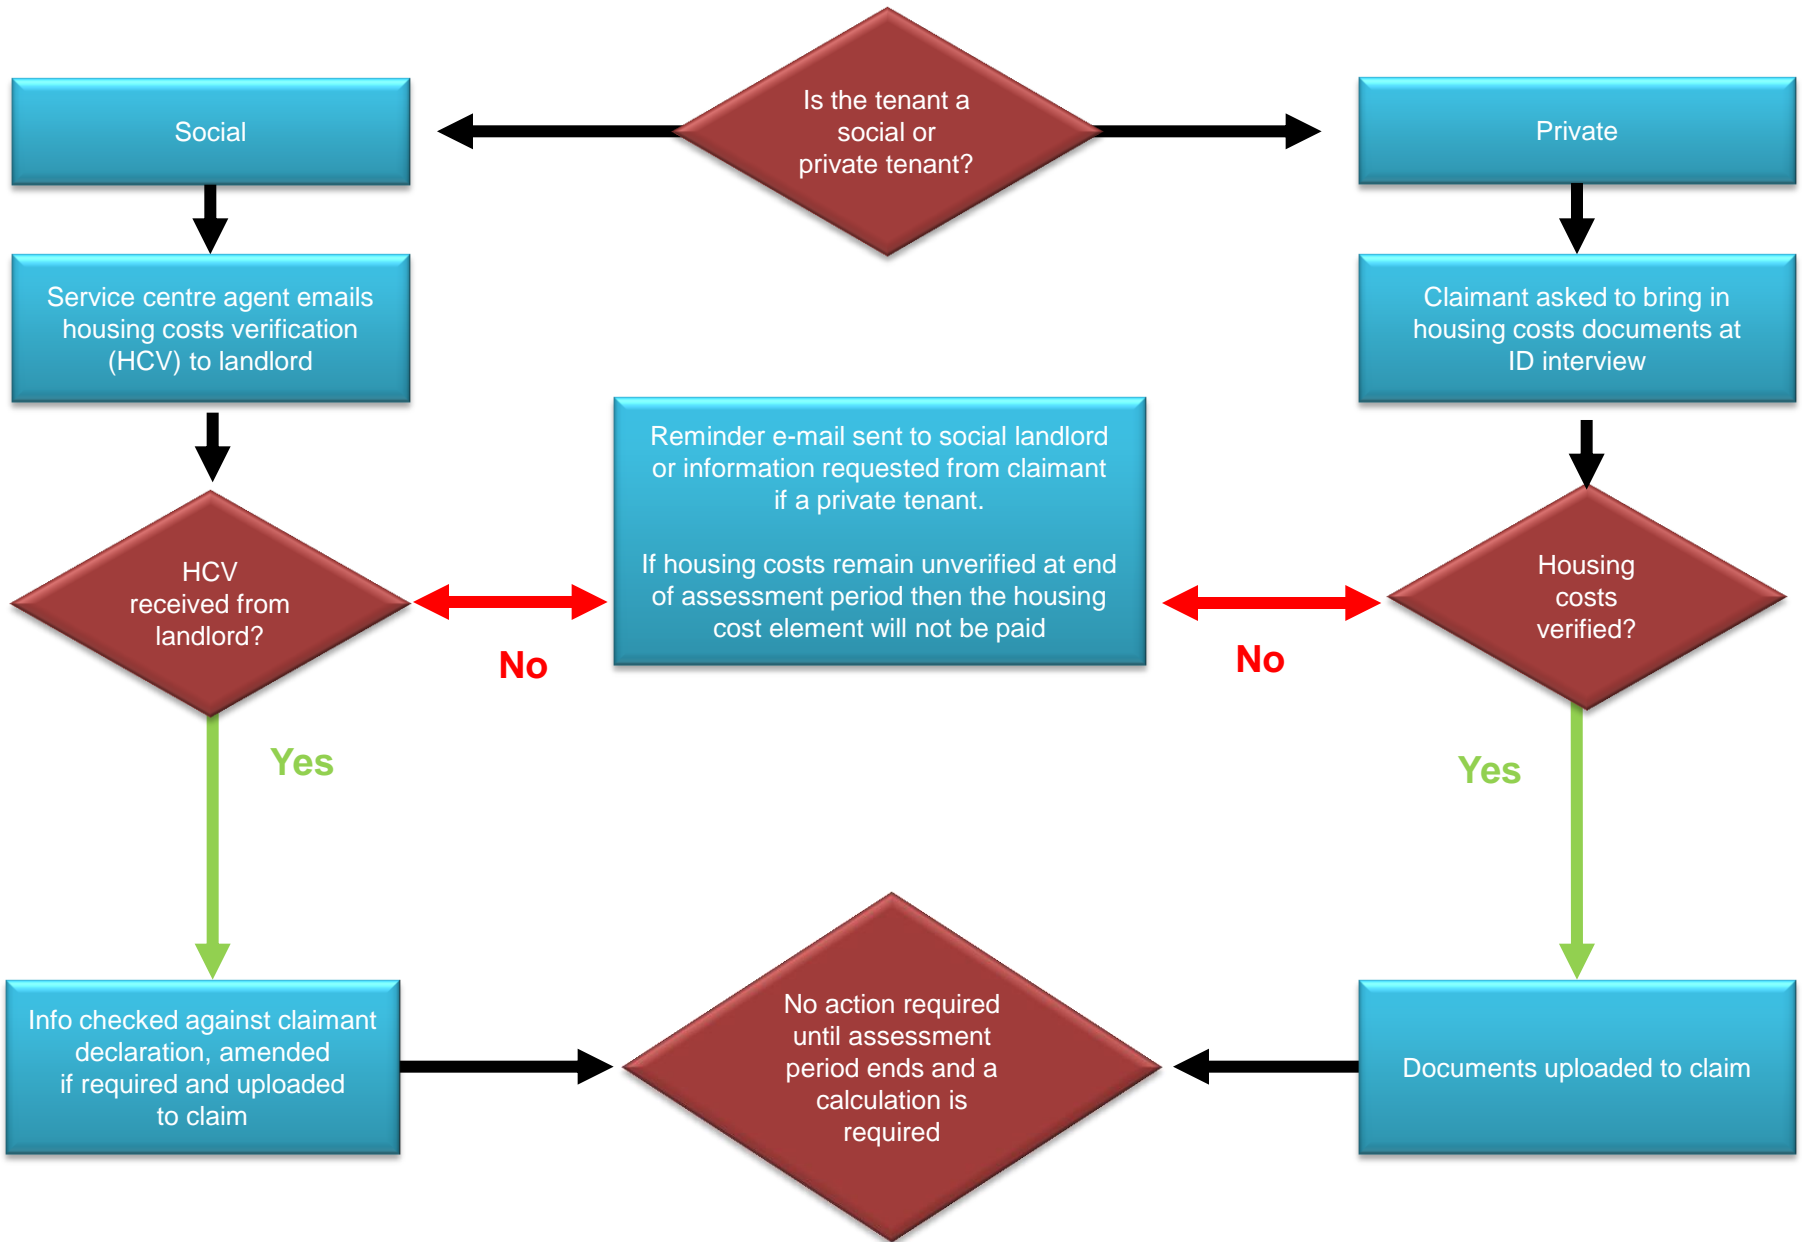 Is the tenant a
social or
private tenant?
Social
Private
Service centre agent emails
housing costs verification
(HCV) to landlord
Claimant asked to bring in
housing costs documents at
ID interview
Reminder e-mail sent to social landlord
or information requested from claimant
if a private tenant.
If housing costs remain unverified at end
of assessment period then the housing
cost element will not be paid
HCV
received from
landlord?
No
No
Housing
costs
verified?
Yes
Yes
Info checked against claimant
declaration, amended
if required and uploaded
to claim
No action required
until assessment
period ends and a
calculation is
required
Documents uploaded to claim